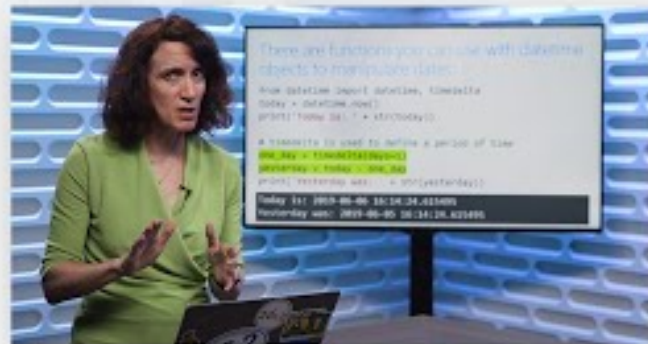 There are functions you can use with datetime
objects to manipulate dates
from datetime import datetime, timedelta
today = datetime.now()
print('Today is: ' + str(today))
# timedelta is used to define a period of time
one_day = timedelta(days=1)
yesterday = today - one_day
print('Yesterday was: ' + str(yesterday))
Today is: 2019-06-06 16:14:24.
Yesterday was: 2019-06-05 16:14:24.